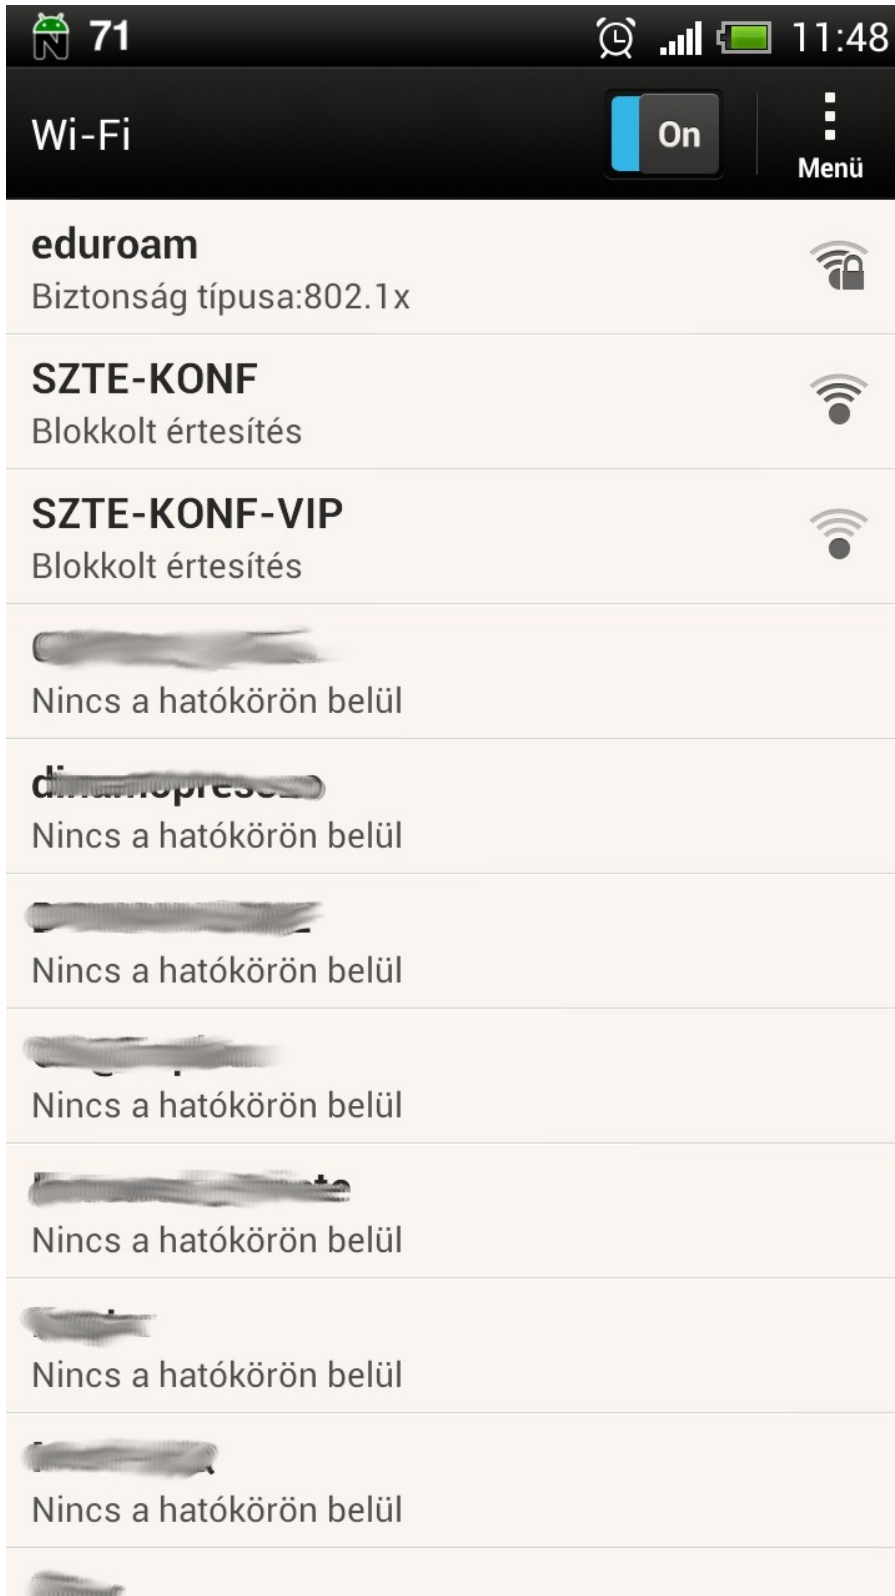 71 11:48
Wi-Fi On Menü
eduroam
Biztonság típusa:802.1x
SZTE-KONF
Blokkolt értesítés
SZTE-KONF-VIP
Blokkolt értesítés
Nincs a hatókörön belül
Nincs a hatókörön belül
Nincs a hatókörön belül
Nincs a hatókörön belül
Nincs a hatókörön belül
Nincs a hatókörön belül
Nincs a hatókörön belül